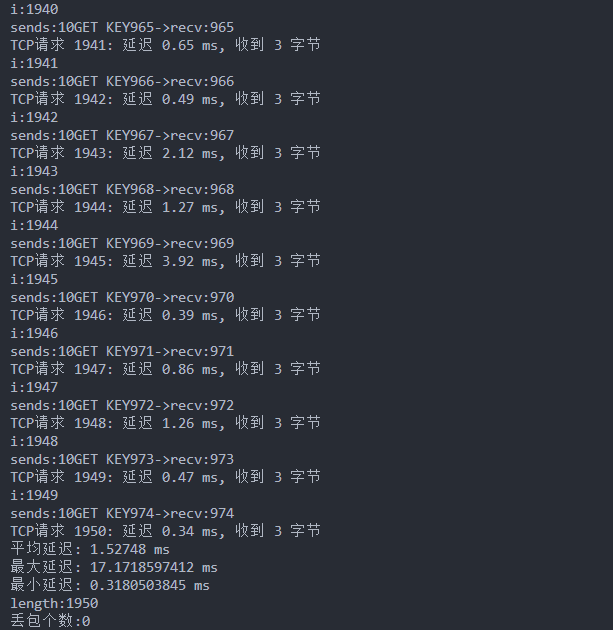 i:1940
sends:10GET KEY965->recv:965
TCP请求 1941: 延迟 0.65 ms, 收到 3 字节
i:1941
sends:10GET KEY966->recv:966
TCP请求 1942: 延迟 0.49 ms, 收到 3 字节
i:1942
sends:10GET KEY967->recv:967
TCP请求 1943: 延迟 2.12 ms, 收到 3 字节
i:1943
sends:10GET KEY968->recv:968
TCP请求 1944: 延迟 1.27 ms, 收到 3 字节
i:1944
sends:10GET KEY969->recv:969
TCP请求 1945: 延迟 3.92 ms, 收到 3 字节
i:1945
sends:10GET KEY970->recv:970
TCP请求 1946: 延迟 0.39 ms, 收到 3 字节
i:1946
sends:10GET KEY971->recv:971
TCP请求 1947: 延迟 0.86 ms, 收到 3 字节
i:1947
sends:10GET KEY972->recv:972
TCP请求 1948: 延迟 1.26 ms, 收到 3 字节
i:1948
sends:10GET KEY973->recv:973
TCP请求 1949: 延迟 0.47 ms, 收到 3 字节
i:1949
sends:10GET KEY974->recv:974
TCP请求 1950: 延迟 0.34 ms, 收到 3 字节
平均延迟: 1.52748 ms
最大延迟: 17.1718597412 ms
最小延迟: 0.3180503845 ms
length:1950
丢包个数:0